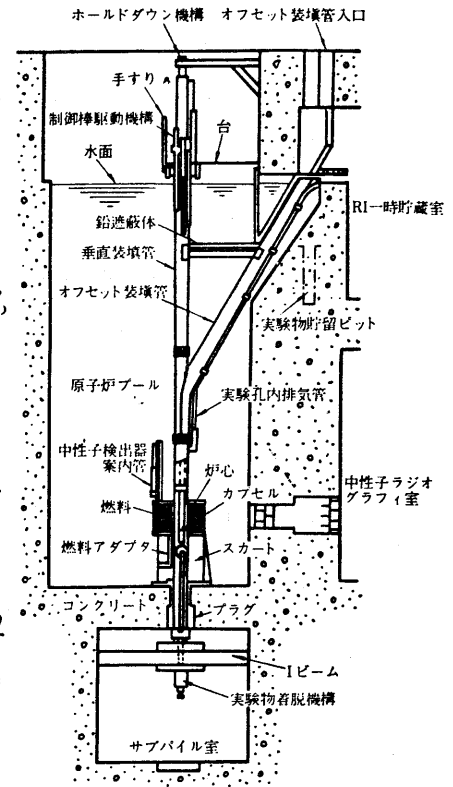 ホールドダウン機構
オフセット装填管入口
手すり
制御棒駆動機構
台
水面
RI一時貯蔵室
鉛遮蔽体
垂直装填管
オフセット装填管
実験物貯留ピット
原子炉プール
実験孔内排気管
中性子検出器
案内管
炉心
カプセル
中性子ラジオ
グラフィ室
燃料
燃料アダプタ
スカート
コンクリート
プラグ
Iビーム
実験物着脱機構
サブパイル室